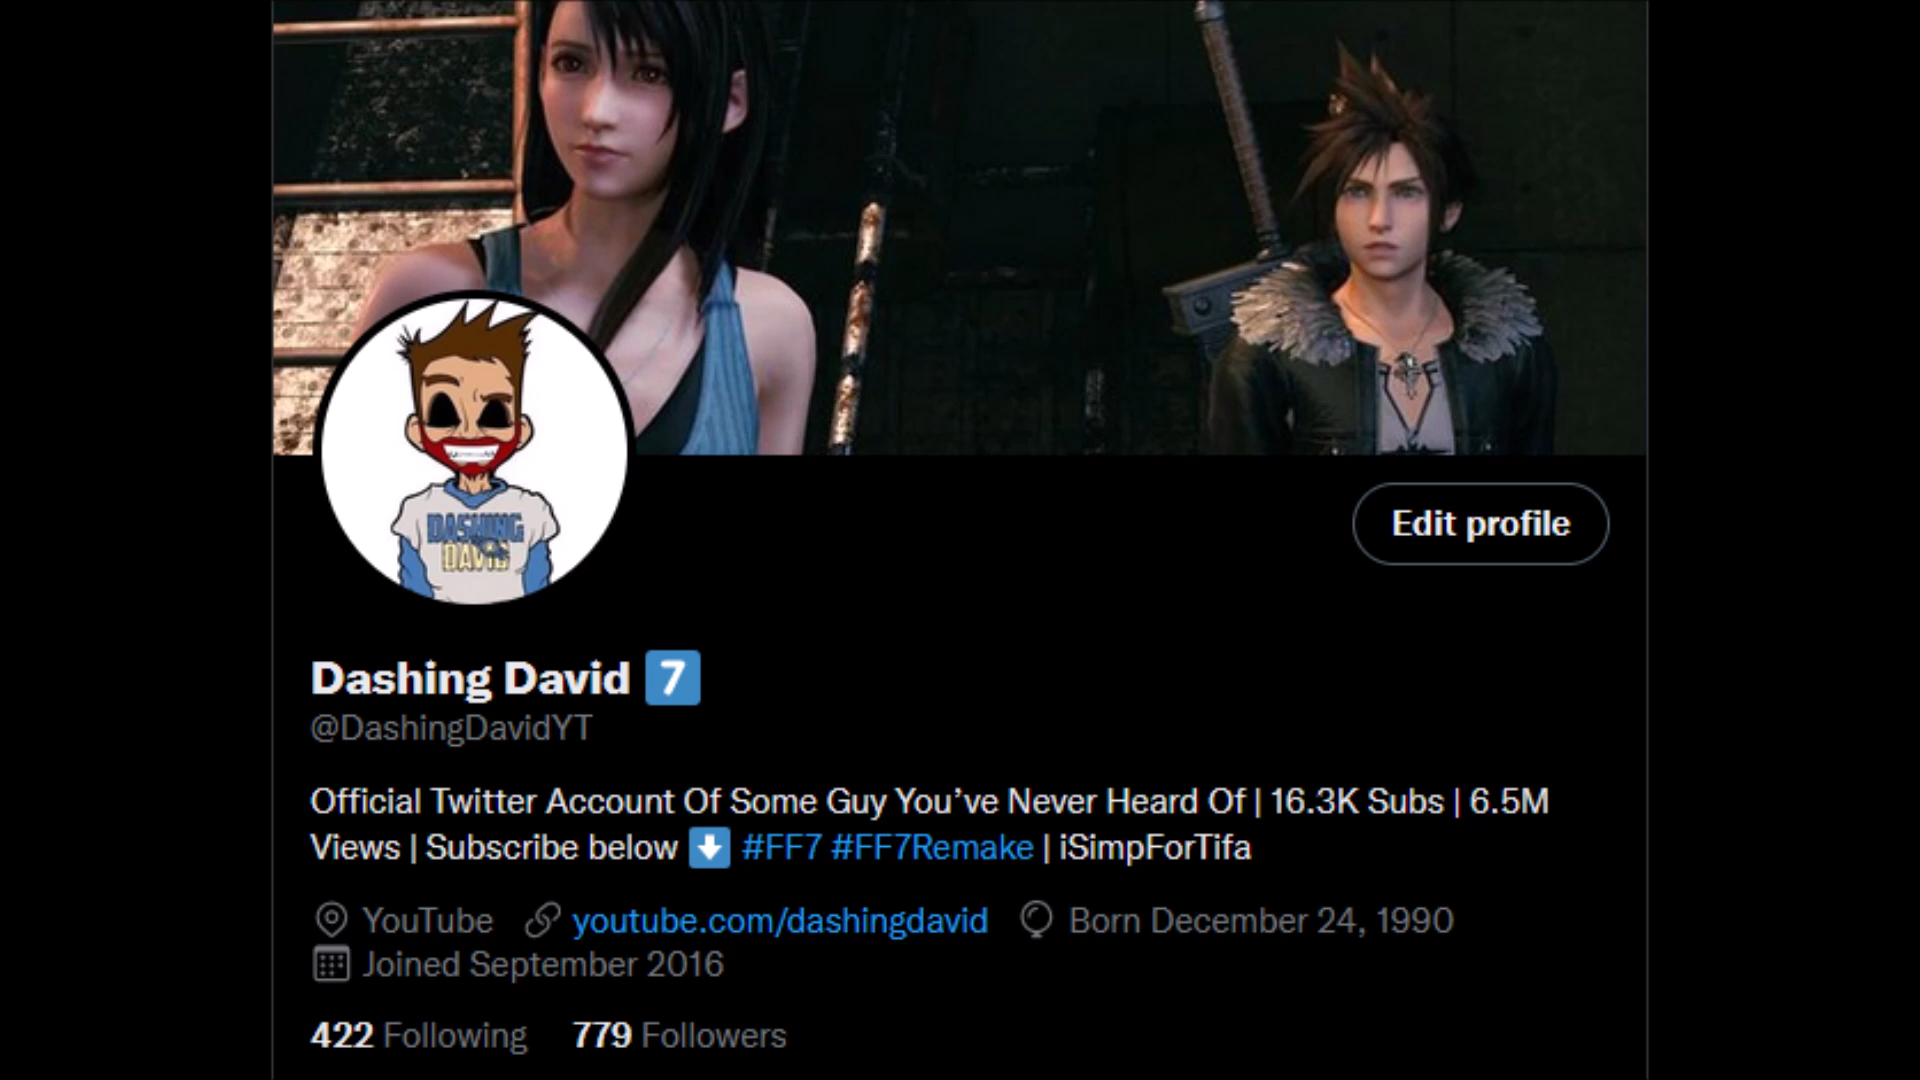 DASHING
DAVID
Edit profile
Dashing David 7️⃣
@DashingDavidYT
Official Twitter Account Of Some Guy You’ve Never Heard Of | 16.3K Subs | 6.5M
Views | Subscribe below ⬇️ #FF7 #FF7Remake | iSimpForTifa
YouTube youtube.com/dashingdavid Born December 24, 1990
Joined September 2016
422 Following 779 Followers